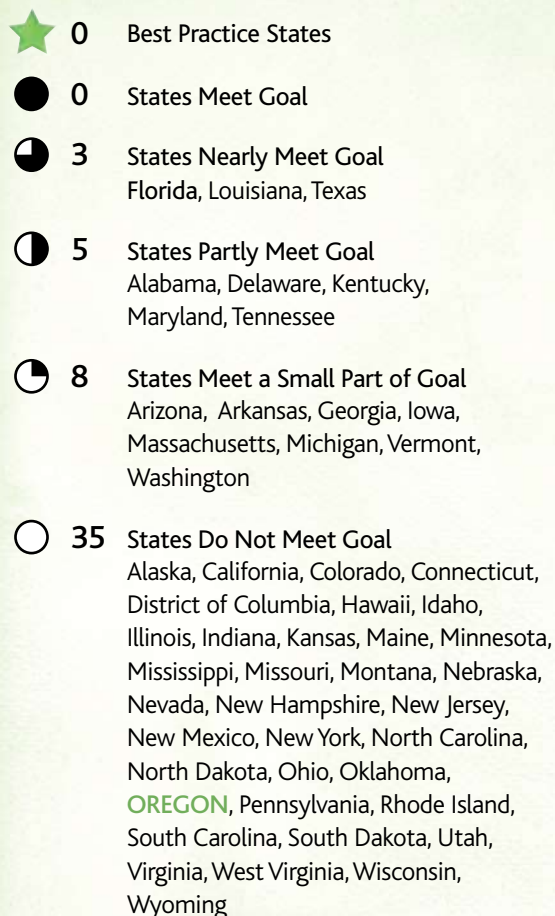 0 Best Practice States
0 States Meet Goal
3 States Nearly Meet Goal
Florida, Louisiana, Texas
5 States Partly Meet Goal
Alabama, Delaware, Kentucky,
Maryland, Tennessee
8 States Meet a Small Part of Goal
Arizona, Arkansas, Georgia, Iowa,
Massachusetts, Michigan, Vermont,
Washington
35 States Do Not Meet Goal
Alaska, California, Colorado, Connecticut,
District of Columbia, Hawaii, Idaho,
Illinois, Indiana, Kansas, Maine, Minnesota,
Mississippi, Missouri, Montana, Nebraska,
Nevada, New Hampshire, New Jersey,
New Mexico, New York, North Carolina,
North Dakota, Ohio, Oklahoma,
OREGON, Pennsylvania, Rhode Island,
South Carolina, South Dakota, Utah,
Virginia, West Virginia, Wisconsin,
Wyoming